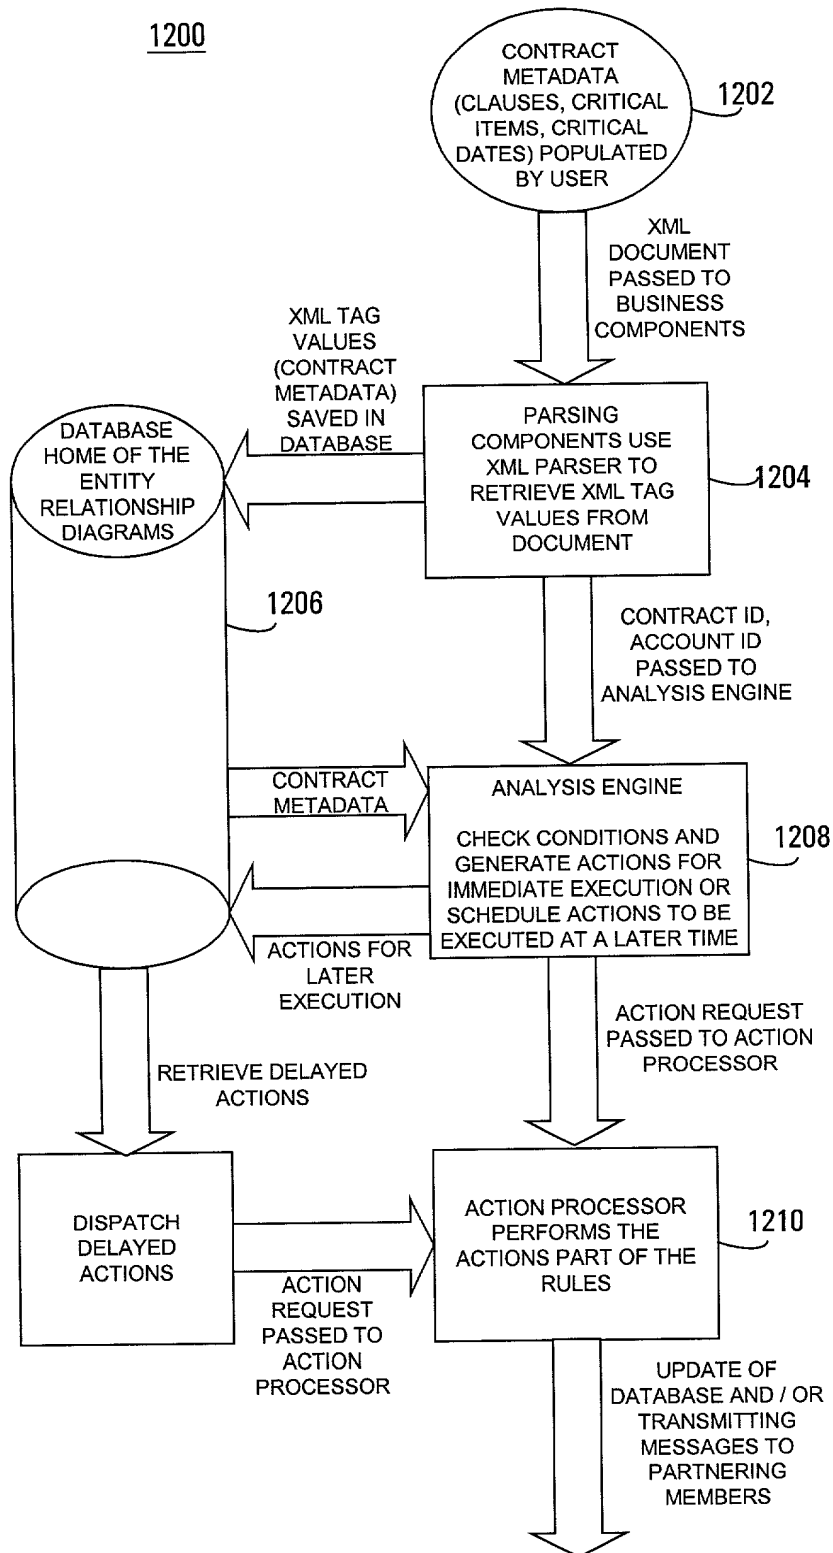 1200
CONTRACT
METADATA
(CLAUSES, CRITICAL
ITEMS, CRITICAL
DATES) POPULATED
BY USER
1202
XML
DOCUMENT
PASSED TO
BUSINESS
COMPONENTS
XML TAG
VALUES
(CONTRACT
METADATA)
SAVED IN
DATABASE
PARSING
COMPONENTS USE
XML PARSER TO
RETRIEVE XML TAG
VALUES FROM
DOCUMENT
1204
DATABASE
HOME OF THE
ENTITY
RELATIONSHIP
DIAGRAMS
1206
CONTRACT ID,
ACCOUNT ID
PASSED TO
ANALYSIS ENGINE
CONTRACT
METADATA
ANALYSIS ENGINE
CHECK CONDITIONS AND
GENERATE ACTIONS FOR
IMMEDIATE EXECUTION OR
SCHEDULE ACTIONS TO BE
EXECUTED AT A LATER TIME
1208
ACTIONS FOR
LATER
EXECUTION
ACTION REQUEST
PASSED TO ACTION
PROCESSOR
RETRIEVE DELAYED
ACTIONS
DISPATCH
DELAYED
ACTIONS
ACTION
REQUEST
PASSED TO
ACTION
PROCESSOR
ACTION PROCESSOR
PERFORMS THE
ACTIONS PART OF THE
RULES
1210
UPDATE OF
DATABASE AND / OR
TRANSMITTING
MESSAGES TO
PARTNERING
MEMBERS